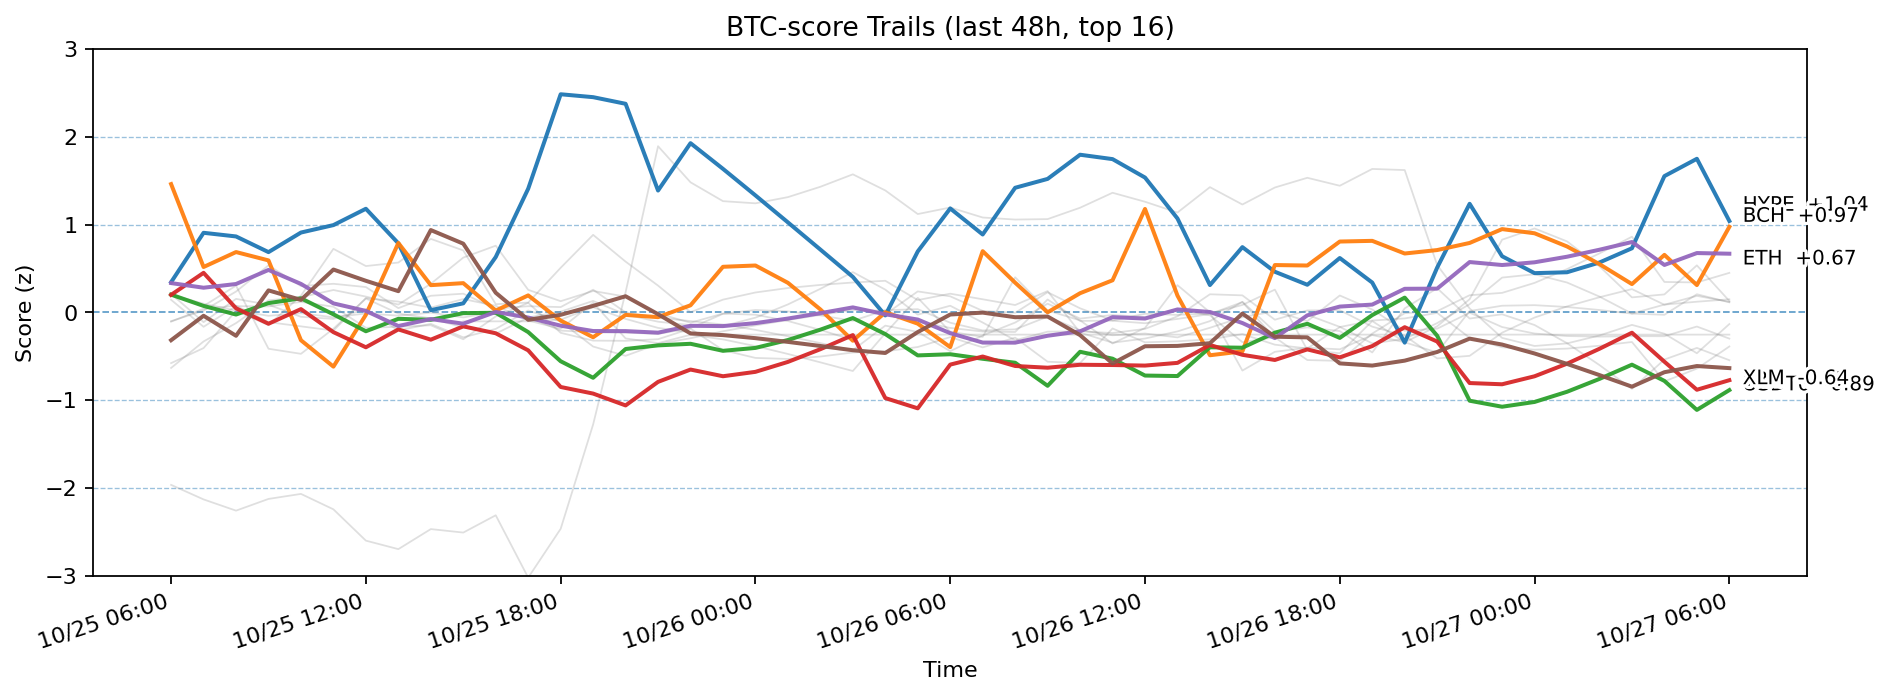 BTC-score Trails (last 48h, top 16)
Score (z)
3
2
1
0
−1
−2
−3
HYPE +1.04
BCH +0.97
ETH +0.67
XLM -0.64
10/25 06:00
10/25 12:00
10/25 18:00
10/26 00:00
10/26 06:00
10/26 12:00
10/26 18:00
10/27 00:00
10/27 06:00
Time